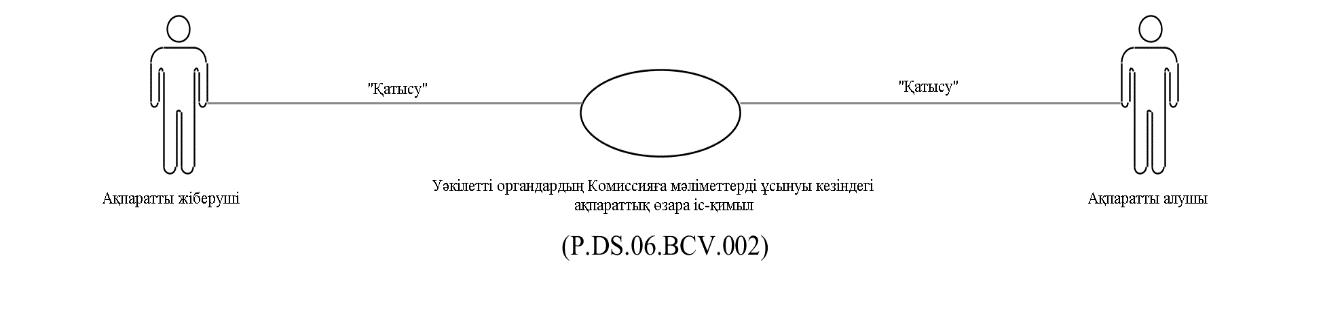 "Қатысу"
"Қатысу"
Ақпаратты жіберуші
Уәкілетті органдардың Комиссияға мәліметтерді ұсынуы кезіндегі
ақпараттық өзара іс-қимыл
Ақпаратты алушы
(P.DS.06.BCV.002)